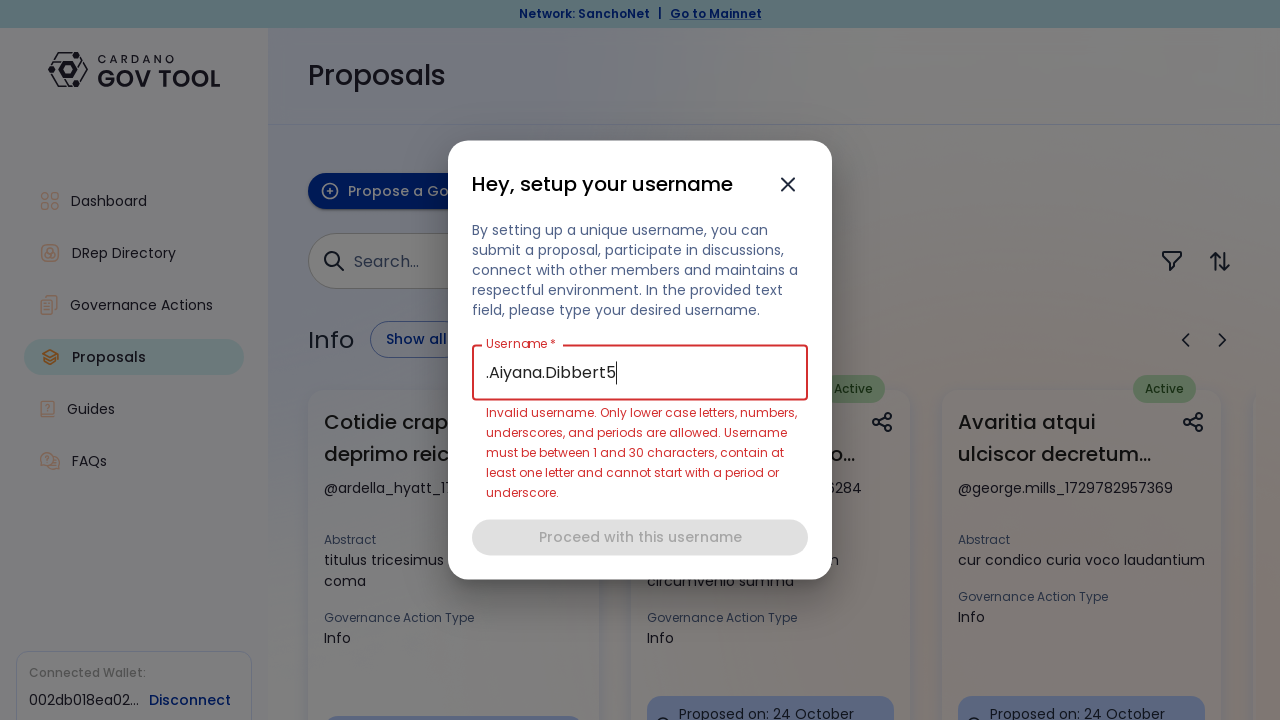 Network: SanchoNet | Go to Mainnet
CARDANO
GOV TOOL
Dashboard
DRep Directory
Governance Actions
Proposals
Guides
FAQs
Connected Wallet:
002db018ea02... Disconnect
Proposals
Propose a Go
Search...
Info
Show all
Hey, setup your username
By setting up a unique username, you can
submit a proposal, participate in discussions,
connect with other members and maintains a
respectful environment. In the provided text
field, please type your desired username.
Username *
.Aiyana.Dibbert5
Invalid username. Only lower case letters, numbers,
underscores, and periods are allowed. Username
must be between 1 and 30 characters, contain at
least one letter and cannot start with a period or
underscore.
Proceed with this username
Cotidie crap
deprimo reic
@ardella_hyatt_17
Abstract
titulus tricesimus
coma
Governance Action Type
Info
Active
o...
6284
circumvenio summa
Governance Action Type
Info
Proposed on: 24 October
Active
Avaritia atqui
ulciscor decretum...
@george.mills_1729782957369
Abstract
cur condico curia voco laudantium
Governance Action Type
Info
Proposed on: 24 October